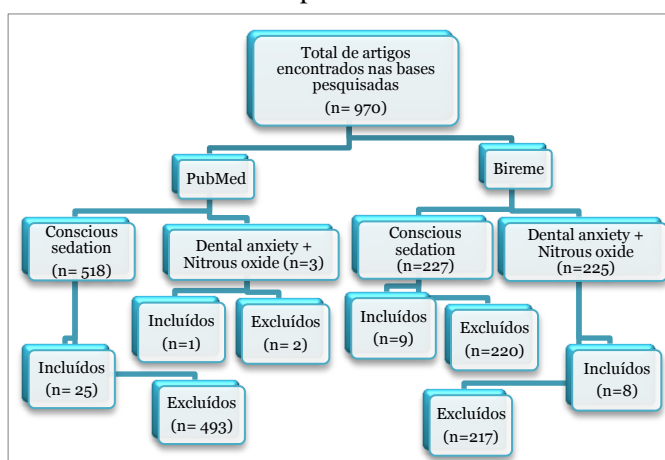 Total de artigos
encontrados nas bases
pesquisadas
(n= 970)
PubMed
Bireme
Conscious
sedation
(n= 518)
Dental anxiety +
Nitrous oxide (n=3)
Conscious
sedation
(n=227)
Dental anxiety +
Nitrous oxide
(n=225)
Incluídos
(n=1)
Excluídos
(n= 2)
Incluídos
(n=9)
Excluídos
(n=220)
Incluídos
(n= 25)
Excluídos
(n= 493)
Excluídos
(n=217)
Incluídos
(n=8)